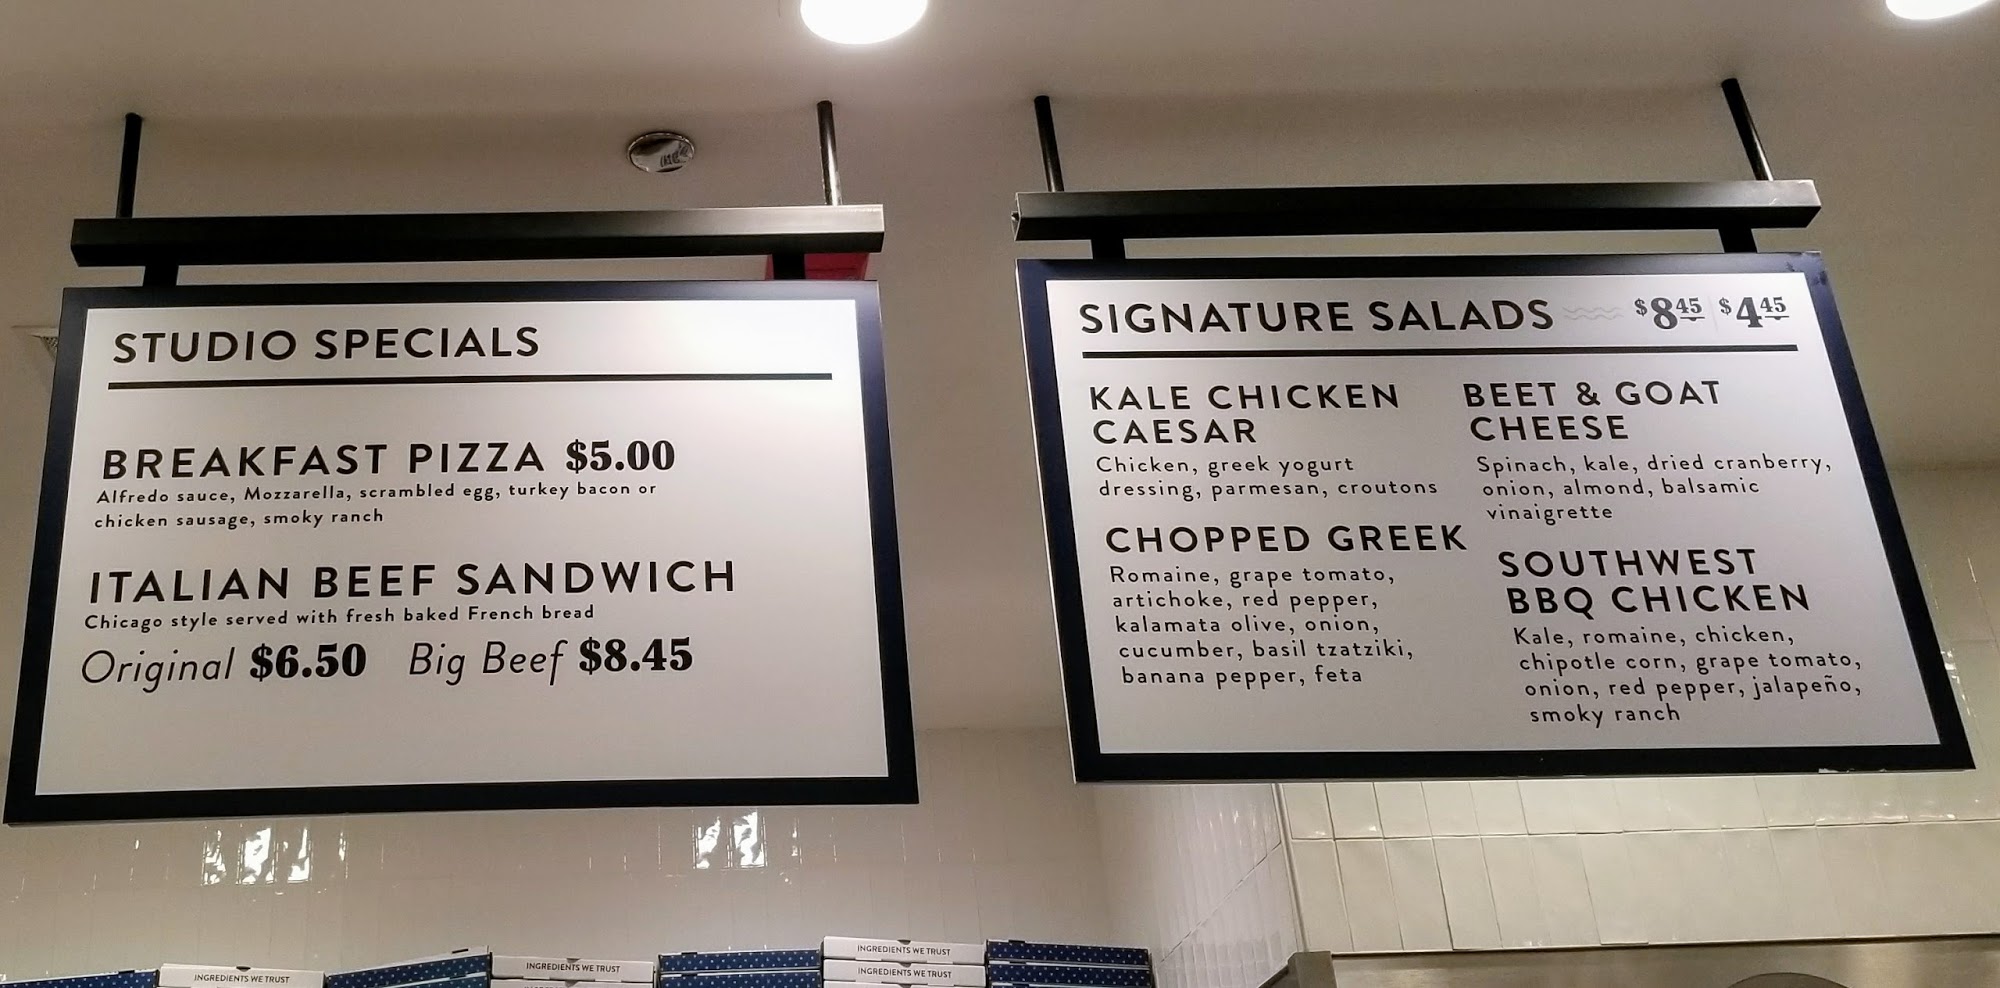 STUDIO SPECIALS
BREAKFAST PIZZA $5.00
Alfredo sauce, Mozzarella, scrambled egg, turkey bacon or
chicken sausage, smoky ranch
ITALIAN BEEF SANDWICH
Chicago style served with fresh baked French bread
Original $6.50 Big Beef $8.45
SIGNATURE SALADS $8.45 $4.45
KALE CHICKEN
CAESAR
Chicken, greek yogurt
dressing, parmesan, croutons
CHOPPED GREEK
Romaine, grape tomato,
artichoke, red pepper,
kalamata olive, onion,
cucumber, basil tzatziki,
banana pepper, feta
BEET & GOAT
CHEESE
Spinach, kale, dried cranberry,
onion, almond, balsamic
vinaigrette
SOUTHWEST
BBQ CHICKEN
Kale, romaine, chicken,
chipotle corn, grape tomato,
onion, red pepper, jalapeño,
smoky ranch
INGREDIENTS WE TRUST
INGREDIENTS WE TRUST
INGREDIENTS WE TRUST
INGREDIENTS WE TRUST